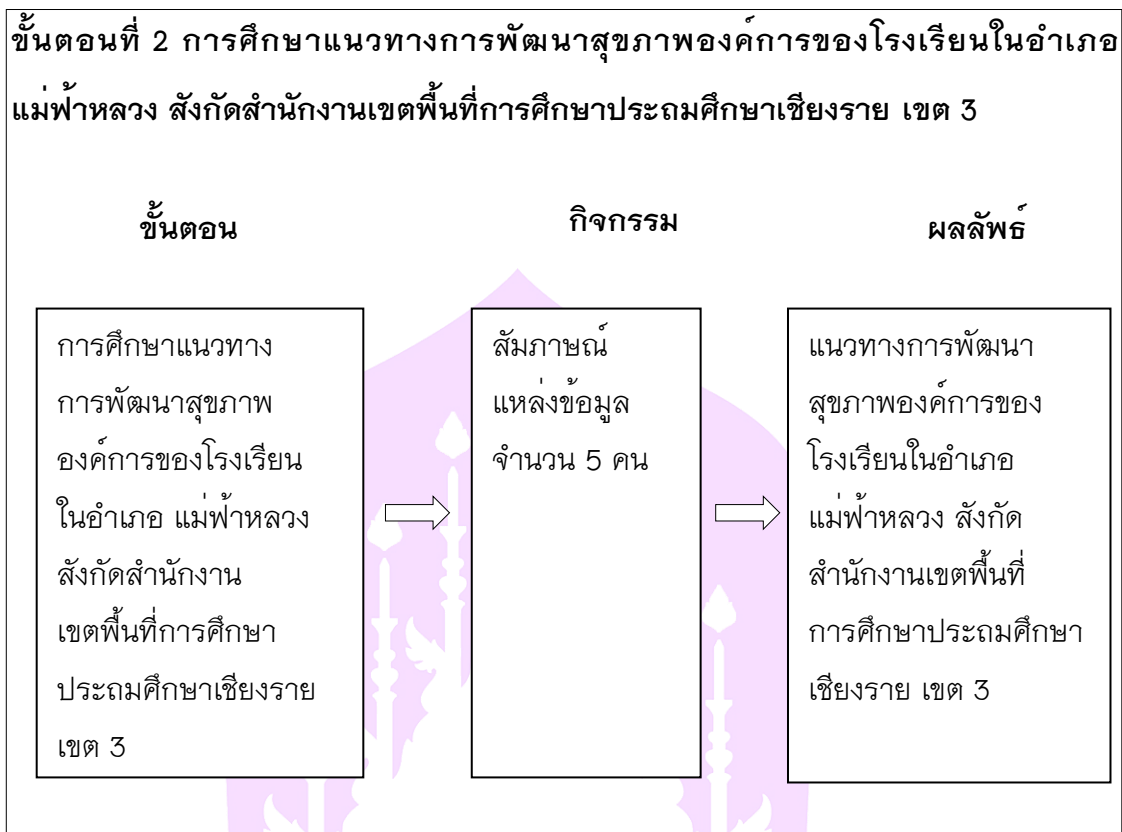 ขั้นตอนที่ 2 การศึกษาแนวทางการพัฒนาสุขภาพองค์การของโรงเรียนในอำเภอ
แม่ฟ้าหลวง สังกัดสำนักงานเขตพื้นที่การศึกษาประถมศึกษาเชียงราย เขต 3
ขั้นตอน
กิจกรรม
ผลลัพธ์
การศึกษาแนวทาง
การพัฒนาสุขภาพ
องค์การของโรงเรียน
ในอำเภอ แม่ฟ้าหลวง
สังกัดสำนักงาน
เขตพื้นที่การศึกษา
ประถมศึกษาเชียงราย
เขต 3
สัมภาษณ์
แหล่งข้อมูล
จำนวน 5 คน
แนวทางการพัฒนา
สุขภาพองค์การของ
โรงเรียนในอำเภอ
แม่ฟ้าหลวง สังกัด
สำนักงานเขตพื้นที่
การศึกษาประถมศึกษา
เชียงราย เขต 3